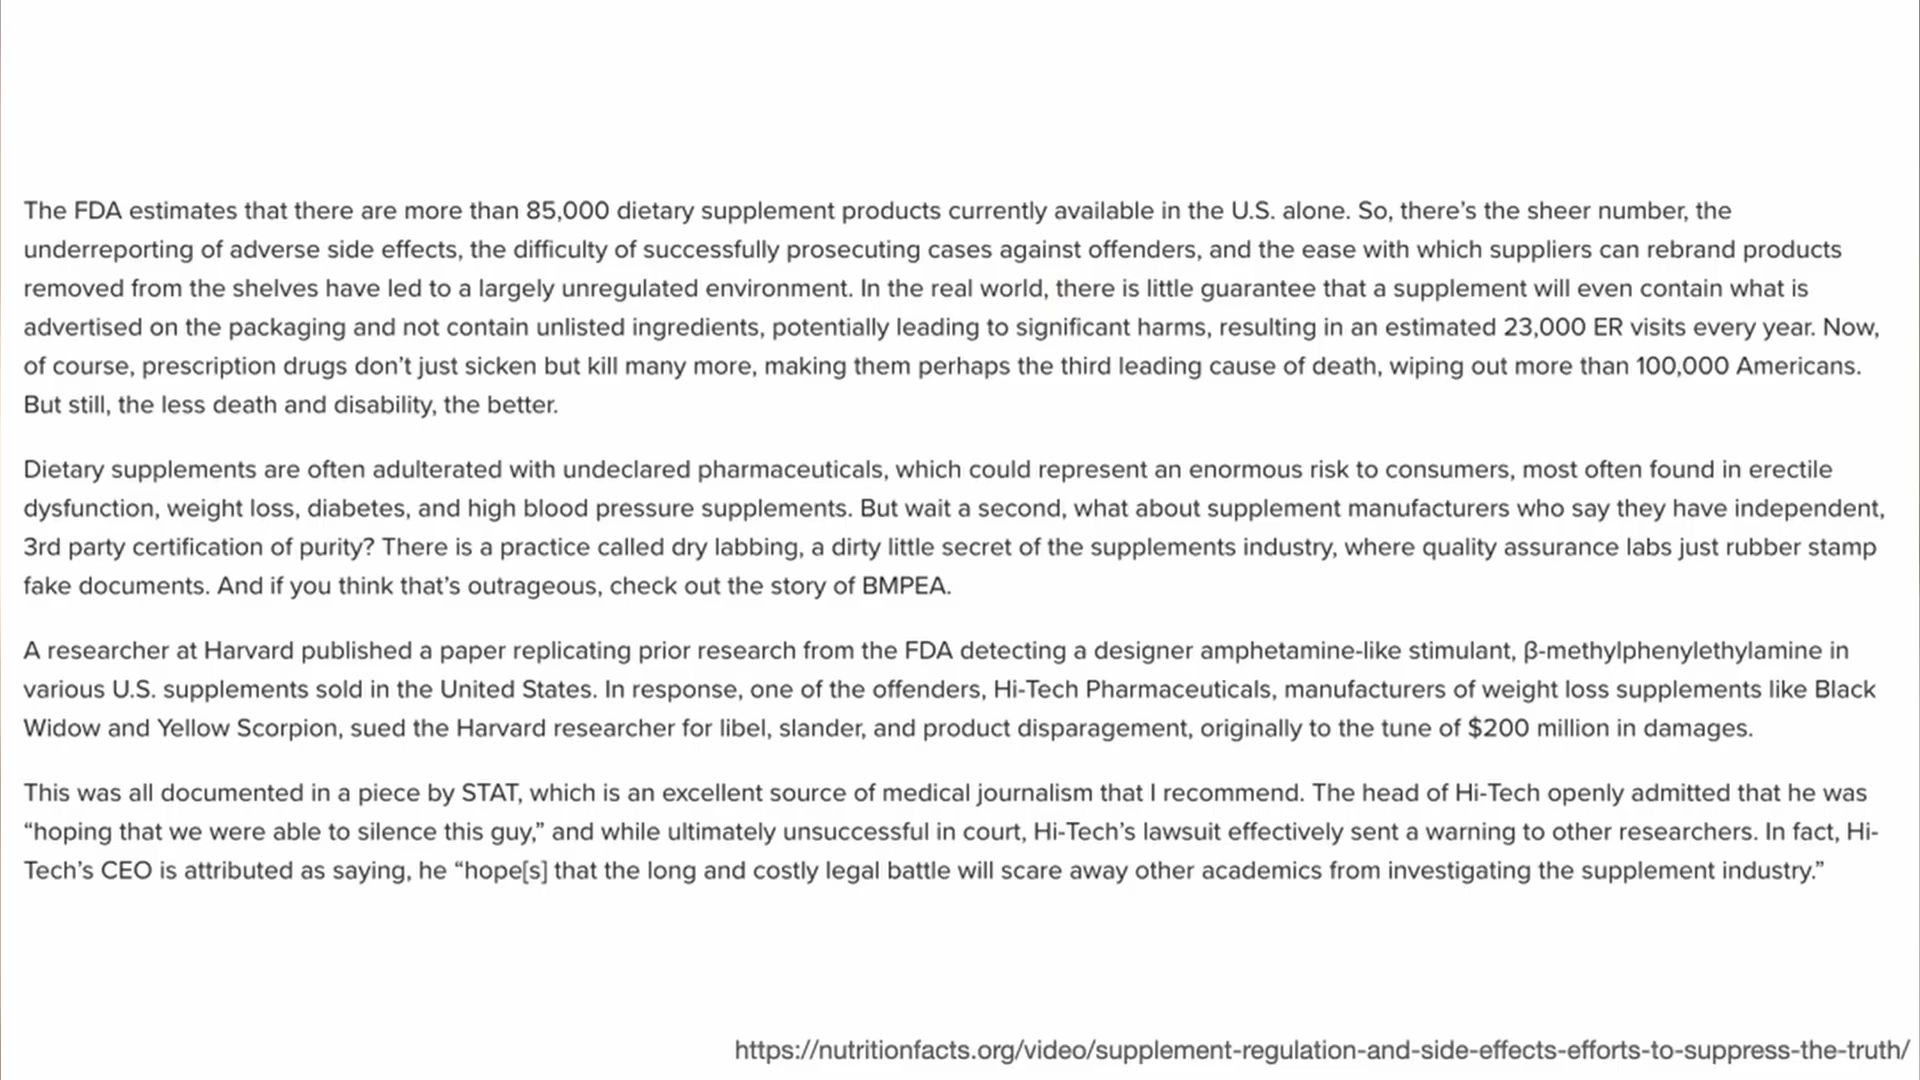 The FDA estimates that there are more than 85,000 dietary supplement products currently available in the U.S. alone. So, there’s the sheer number, the
underreporting of adverse side effects, the difficulty of successfully prosecuting cases against offenders, and the ease with which suppliers can rebrand products
removed from the shelves have led to a largely unregulated environment. In the real world, there is little guarantee that a supplement will even contain what is
advertised on the packaging and not contain unlisted ingredients, potentially leading to significant harms, resulting in an estimated 23,000 ER visits every year. Now,
of course, prescription drugs don’t just sicken but kill many more, making them perhaps the third leading cause of death, wiping out more than 100,000 Americans.
But still, the less death and disability, the better.
Dietary supplements are often adulterated with undeclared pharmaceuticals, which could represent an enormous risk to consumers, most often found in erectile
dysfunction, weight loss, diabetes, and high blood pressure supplements. But wait a second, what about supplement manufacturers who say they have independent,
3rd party certification of purity? There is a practice called dry labbing, a dirty little secret of the supplements industry, where quality assurance labs just rubber stamp
fake documents. And if you think that’s outrageous, check out the story of BMPEA.
A researcher at Harvard published a paper replicating prior research from the FDA detecting a designer amphetamine-like stimulant, β-methylphenylethylamine in
various U.S. supplements sold in the United States. In response, one of the offenders, Hi-Tech Pharmaceuticals, manufacturers of weight loss supplements like Black
Widow and Yellow Scorpion, sued the Harvard researcher for libel, slander, and product disparagement, originally to the tune of $200 million in damages.
This was all documented in a piece by STAT, which is an excellent source of medical journalism that I recommend. The head of Hi-Tech openly admitted that he was
“hoping that we were able to silence this guy,” and while ultimately unsuccessful in court, Hi-Tech’s lawsuit effectively sent a warning to other researchers. In fact, Hi-
Tech’s CEO is attributed as saying, he “hope[s] that the long and costly legal battle will scare away other academics from investigating the supplement industry.”
https://nutritionfacts.org/video/supplement-regulation-and-side-effects-efforts-to-suppress-the-truth/